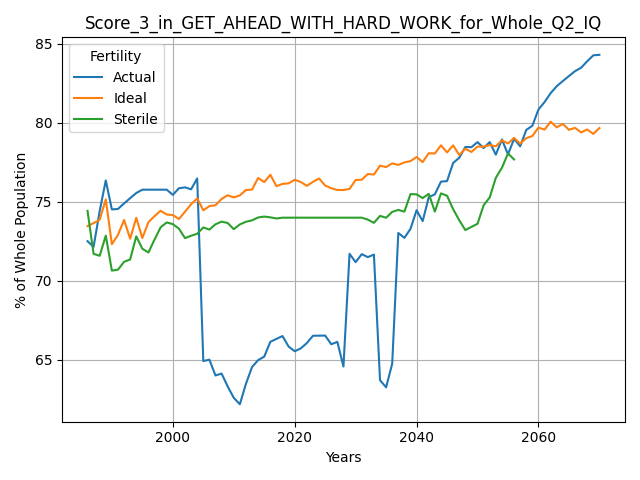 Score_3_in_GET_AHEAD_WITH_HARD_WORK_for_Whole_Q2_IQ
Fertility
Actual
Ideal
Sterile
% of Whole Population
85
80
75
70
65
2000 2020 2040 2060
Years